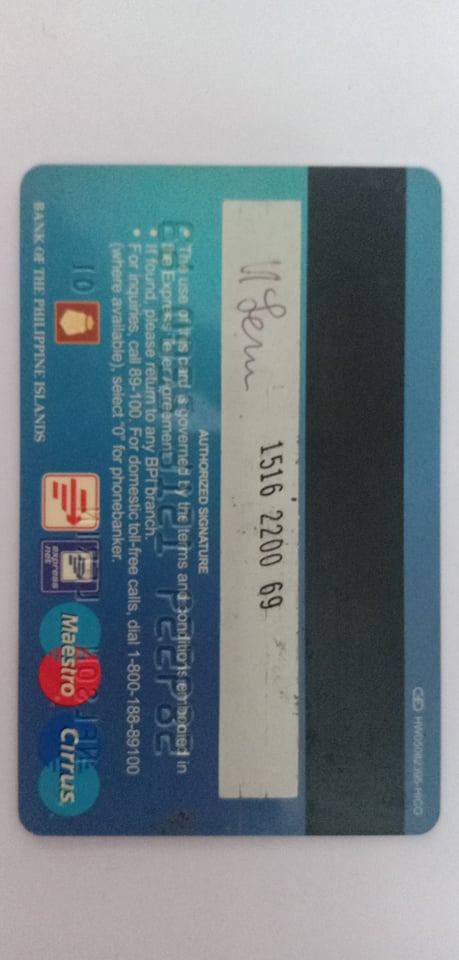 HW05082395-HICO
1516 2200 69
AUTHORIZED SIGNATURE
• The use of this card is governed by the terms and conditions embodied in
the Express Teller Agreement.
• If found, please return to any BPI branch.
• For inquiries, call 89-100. For domestic toll-free calls, dial 1-800-188-89100
(where available), select "0" for phonebanker.
express
net
Maestro
Cirrus
BANK OF THE PHILIPPINE ISLANDS